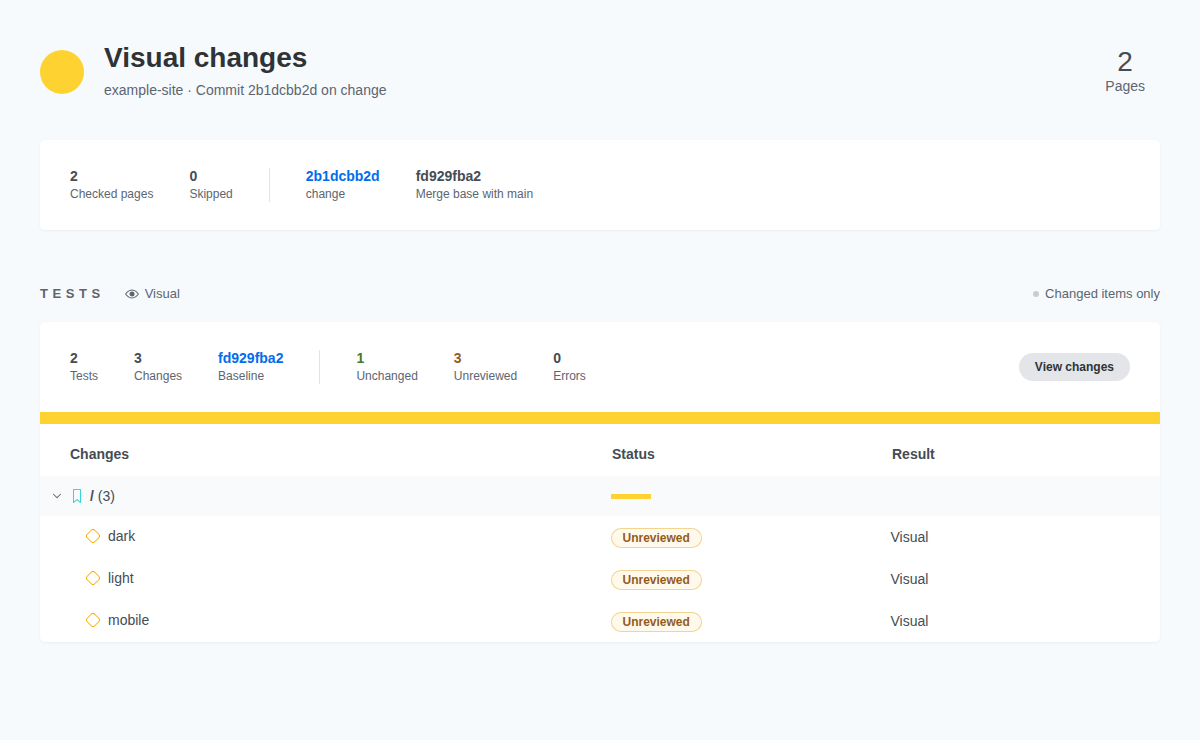 Visual changes
example-site · Commit 2b1dcbb2d on change
2
Pages
2
Checked pages
0
Skipped
2b1dcbb2d
change
fd929fba2
Merge base with main
TESTS
Visual
Changed items only
2
Tests
3
Changes
fd929fba2
Baseline
1
Unchanged
3
Unreviewed
0
Errors
View changes
Changes Status Result
/ (3)
dark Unreviewed Visual
light Unreviewed Visual
mobile Unreviewed Visual